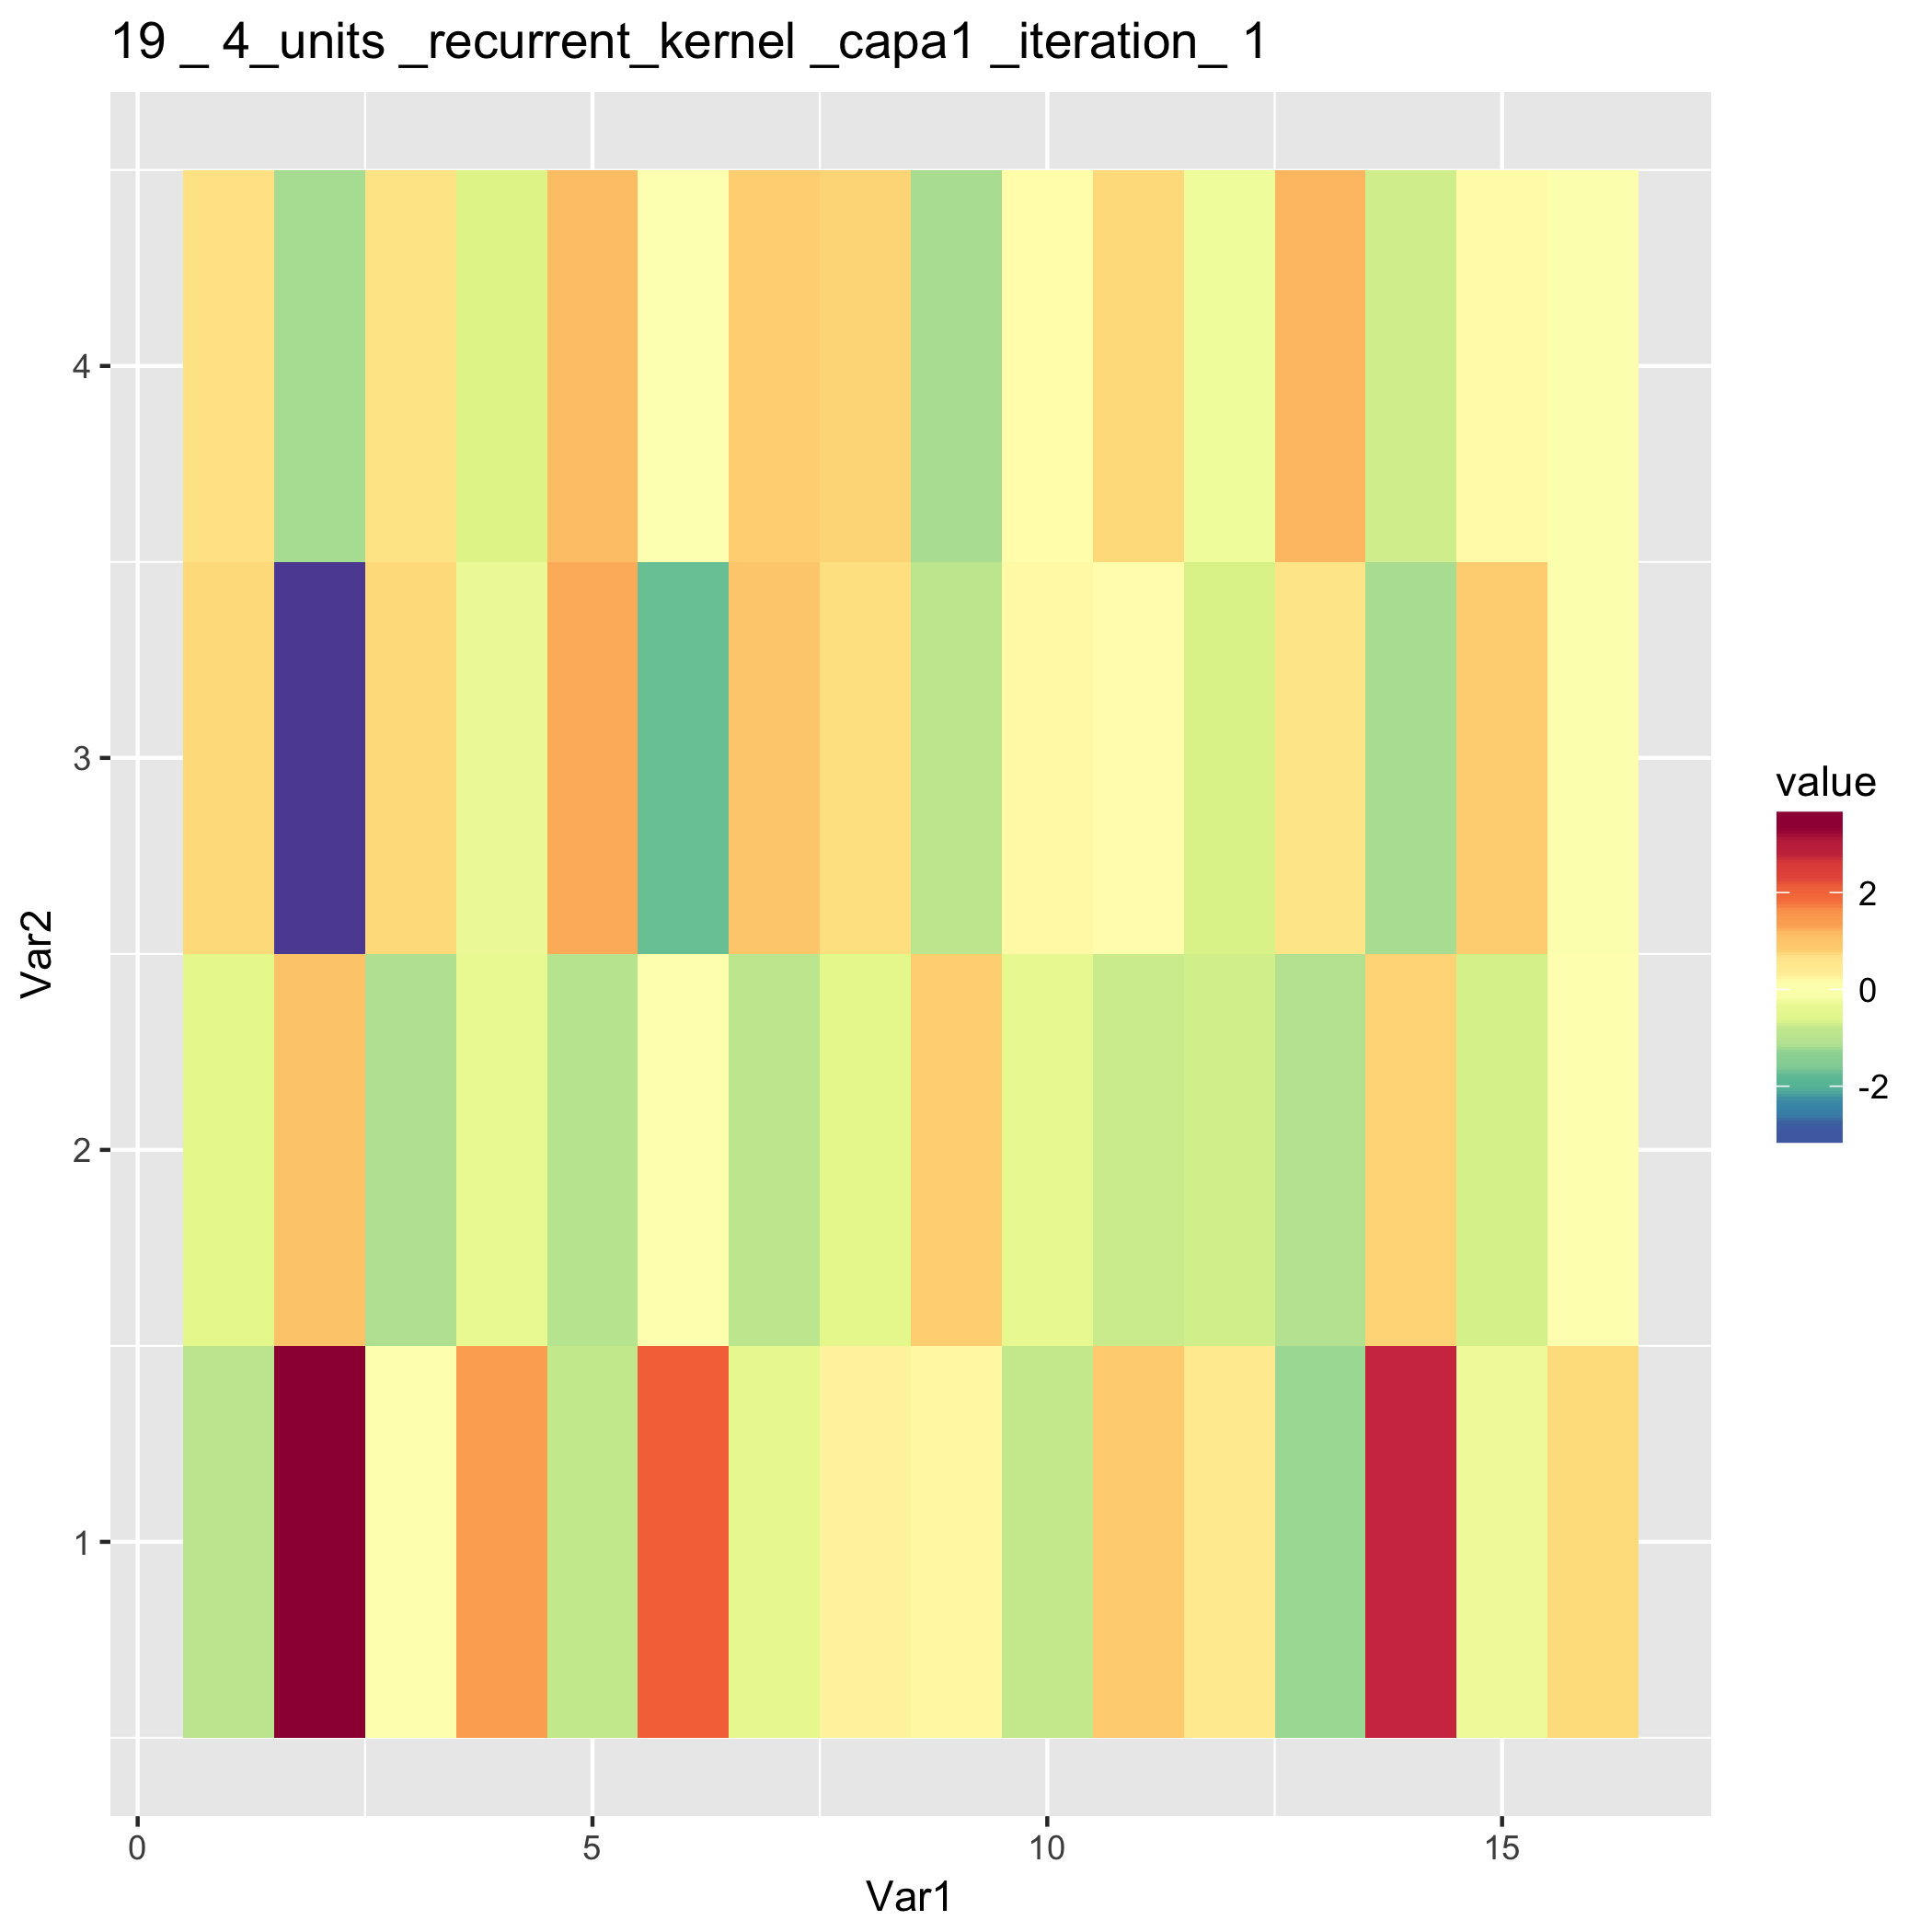 19 _ 4_units _recurrent_kernel _capa1 _iteration_ 1
4
3
2
1
Var2
0 5 10 15
Var1
value
2
0
-2